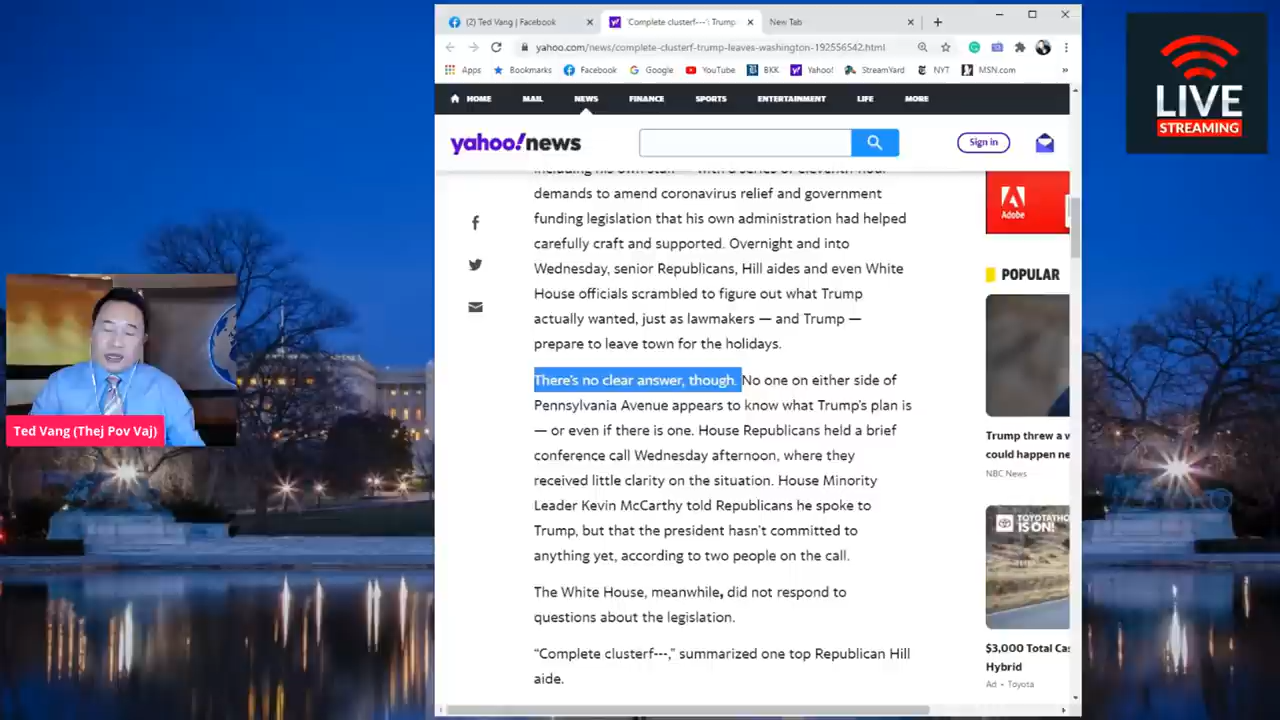 (2) Ted Vang | Facebook
'Complete clusterf---': Trump
New Tab
yahoo.com/news/complete-clusterf-trump-leaves-washington-192556542.html
Apps
Bookmarks
Facebook
Google
YouTube
BKK
Yahoo!
StreamYard
NYT
MSN.com
»
HOME
MAIL
NEWS
FINANCE
SPORTS
ENTERTAINMENT
LIFE
MORE
yahoo!news
Sign in
including his own staff — with a series of eleventh-hour
demands to amend coronavirus relief and government
funding legislation that his own administration had helped
carefully craft and supported. Overnight and into
Wednesday, senior Republicans, Hill aides and even White
House officials scrambled to figure out what Trump
actually wanted, just as lawmakers — and Trump —
prepare to leave town for the holidays.
There's no clear answer, though. No one on either side of
Pennsylvania Avenue appears to know what Trump's plan is
— or even if there is one. House Republicans held a brief
conference call Wednesday afternoon, where they
received little clarity on the situation. House Minority
Leader Kevin McCarthy told Republicans he spoke to
Trump, but that the president hasn't committed to
anything yet, according to two people on the call.
The White House, meanwhile, did not respond to
questions about the legislation.
“Complete clusterf---,” summarized one top Republican Hill
aide.
Adobe
POPULAR
Trump threw a w
could happen ne
NBC News
TOYOTATHO
IS ON!
$3,000 Total Cas
Hybrid
Ad • Toyota
LIVE
STREAMING
Ted Vang (Thej Pov Vaj)